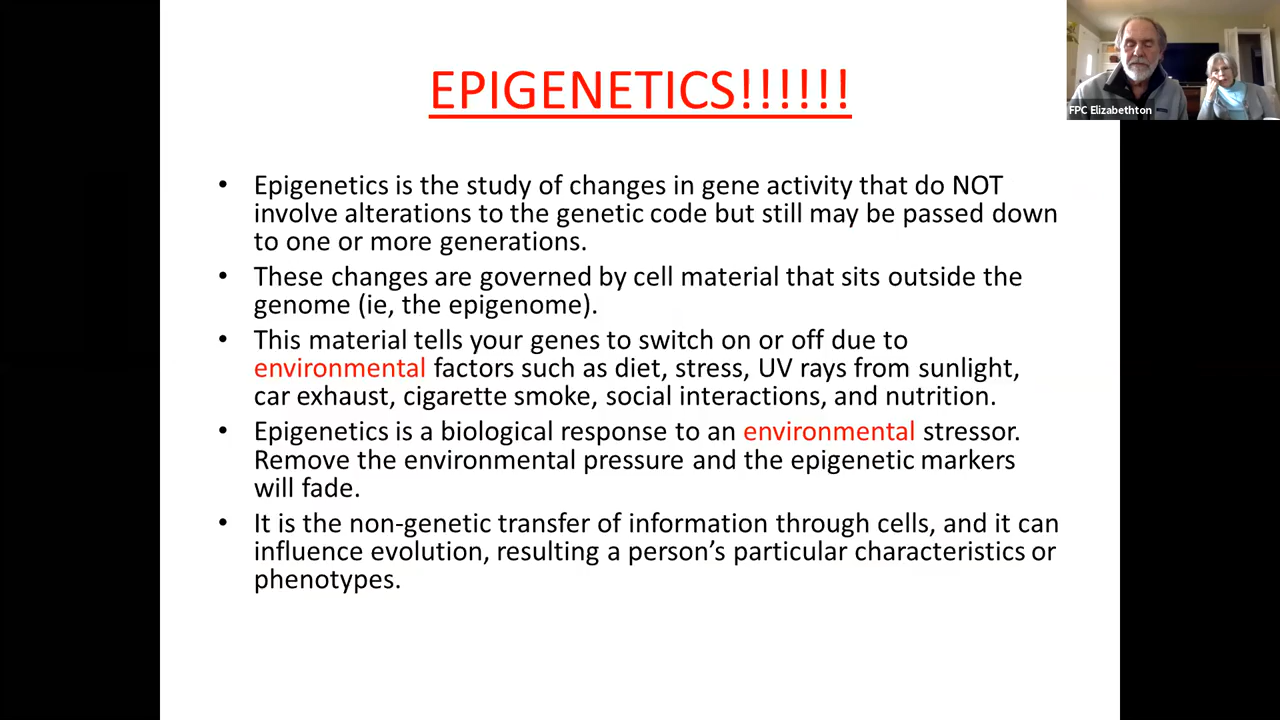 EPIGENETICS!!!!!!
FPC Elizabethton
• Epigenetics is the study of changes in gene activity that do NOT
involve alterations to the genetic code but still may be passed down
to one or more generations.
• These changes are governed by cell material that sits outside the
genome (ie, the epigenome).
• This material tells your genes to switch on or off due to
environmental factors such as diet, stress, UV rays from sunlight,
car exhaust, cigarette smoke, social interactions, and nutrition.
• Epigenetics is a biological response to an environmental stressor.
Remove the environmental pressure and the epigenetic markers
will fade.
• It is the non-genetic transfer of information through cells, and it can
influence evolution, resulting a person’s particular characteristics or
phenotypes.